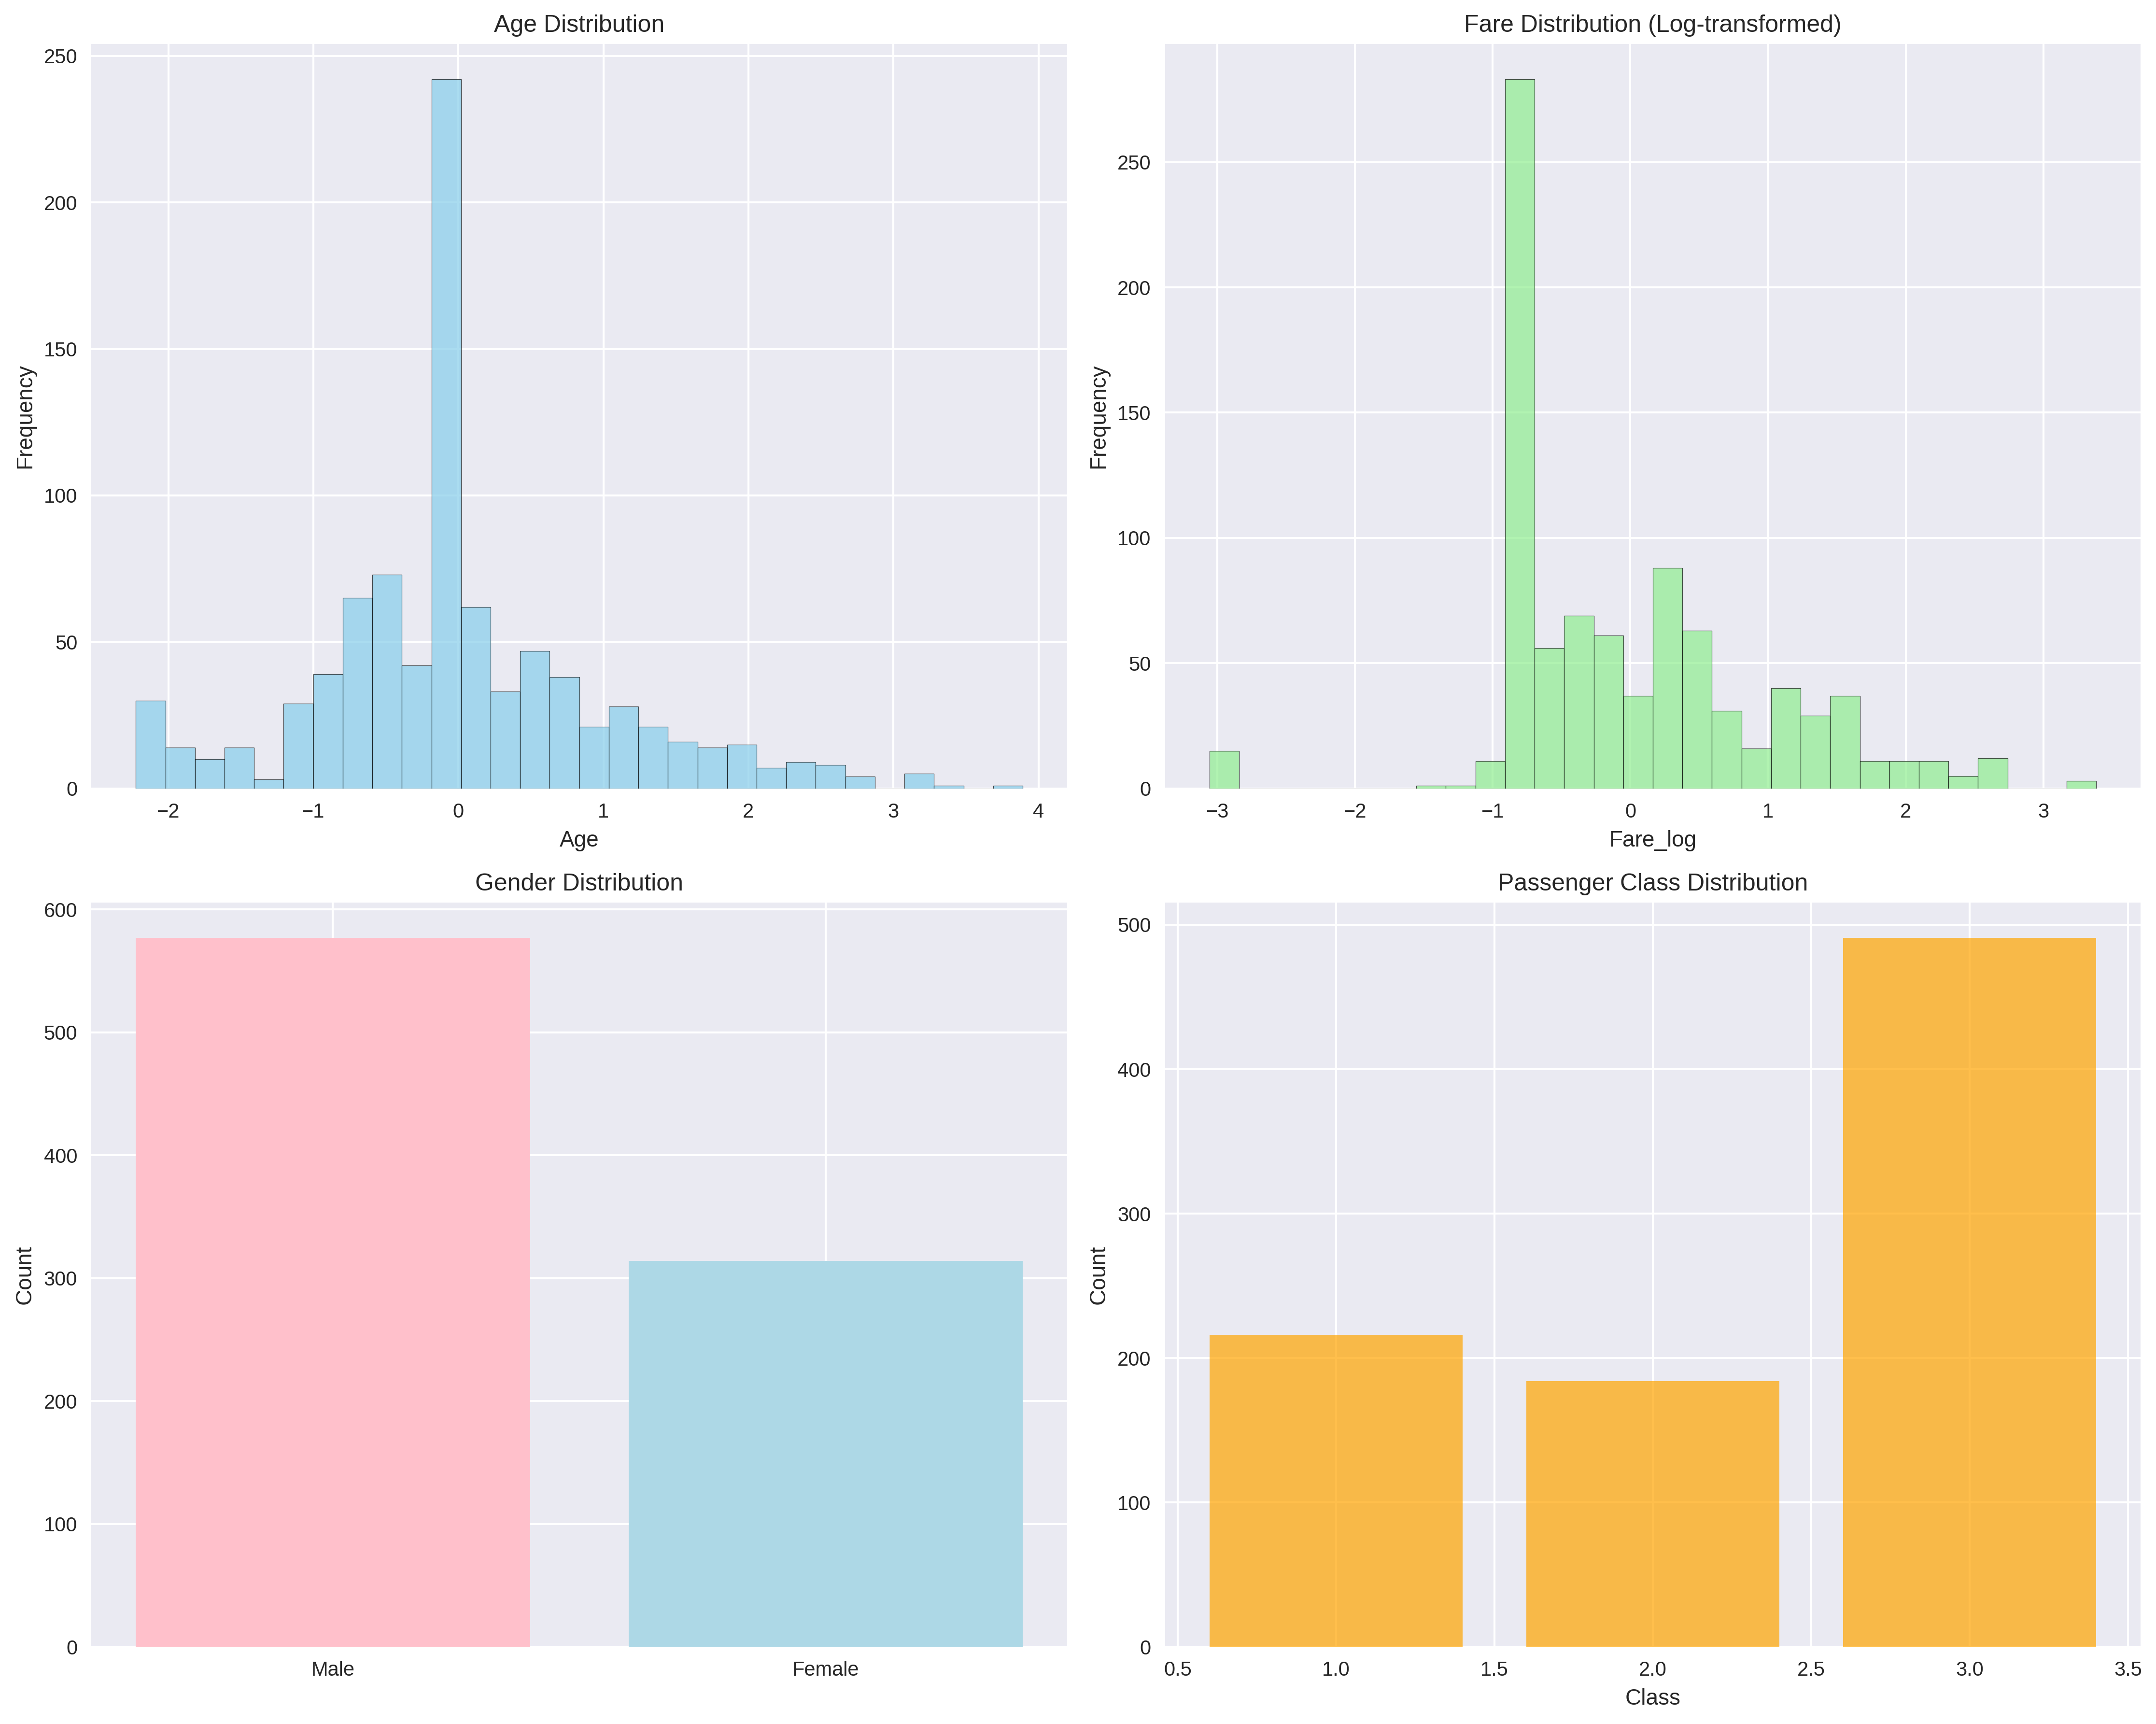 Age Distribution
250
200
150
100
50
0
Frequency
−2 −1 0 1 2 3 4
Age
Fare Distribution (Log-transformed)
250
200
150
100
50
0
Frequency
−3 −2 −1 0 1 2 3
Fare_log
Gender Distribution
600
500
400
300
200
100
0
Count
Male Female
Passenger Class Distribution
500
400
300
200
100
0
Count
0.5 1.0 1.5 2.0 2.5 3.0 3.5
Class